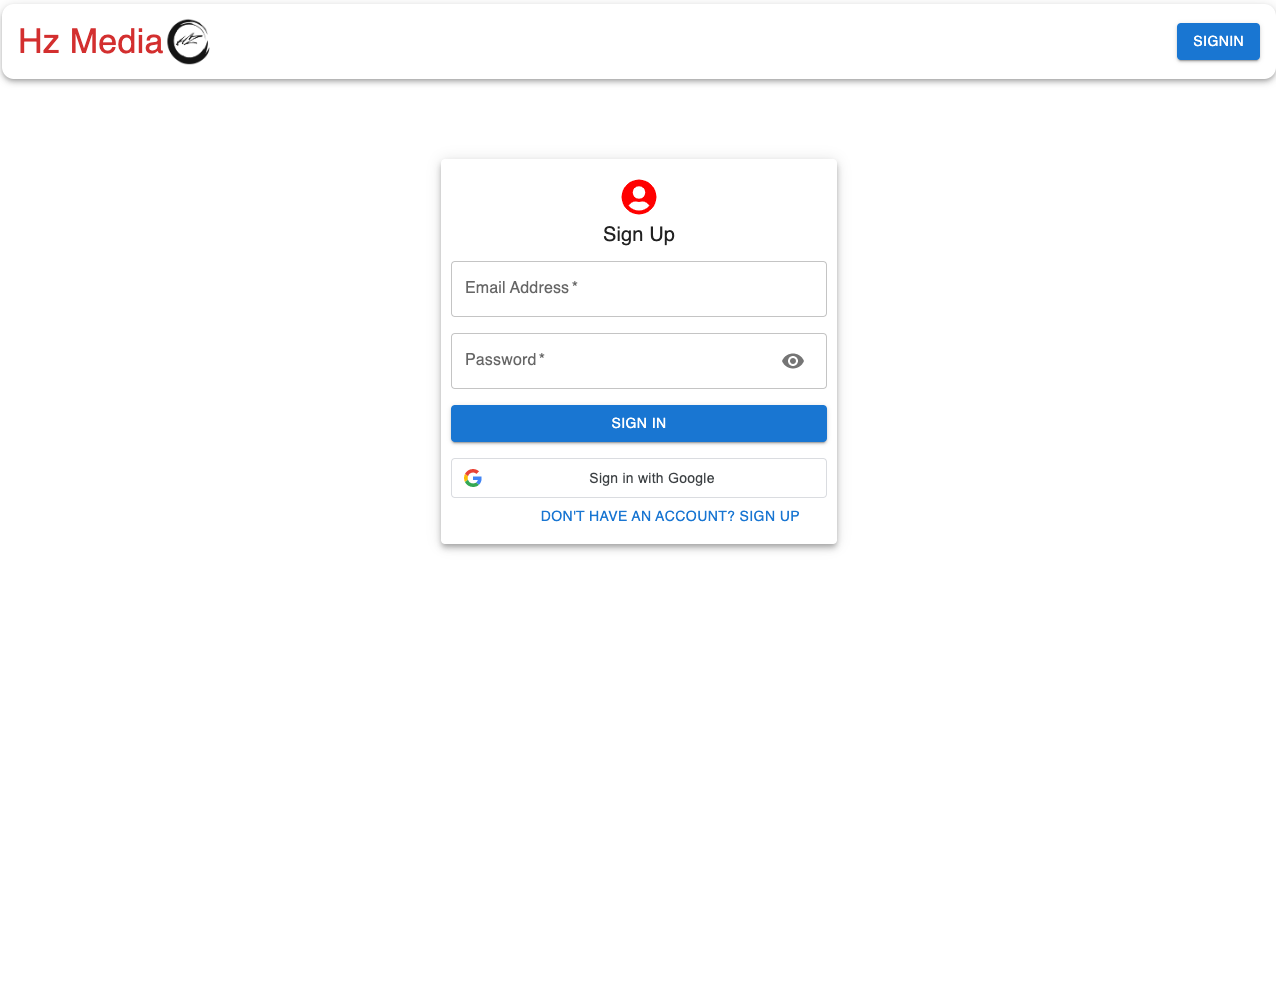 Hz Media
SIGNIN
Sign Up
Email Address *
Password *
SIGN IN
Sign in with Google
DON'T HAVE AN ACCOUNT? SIGN UP